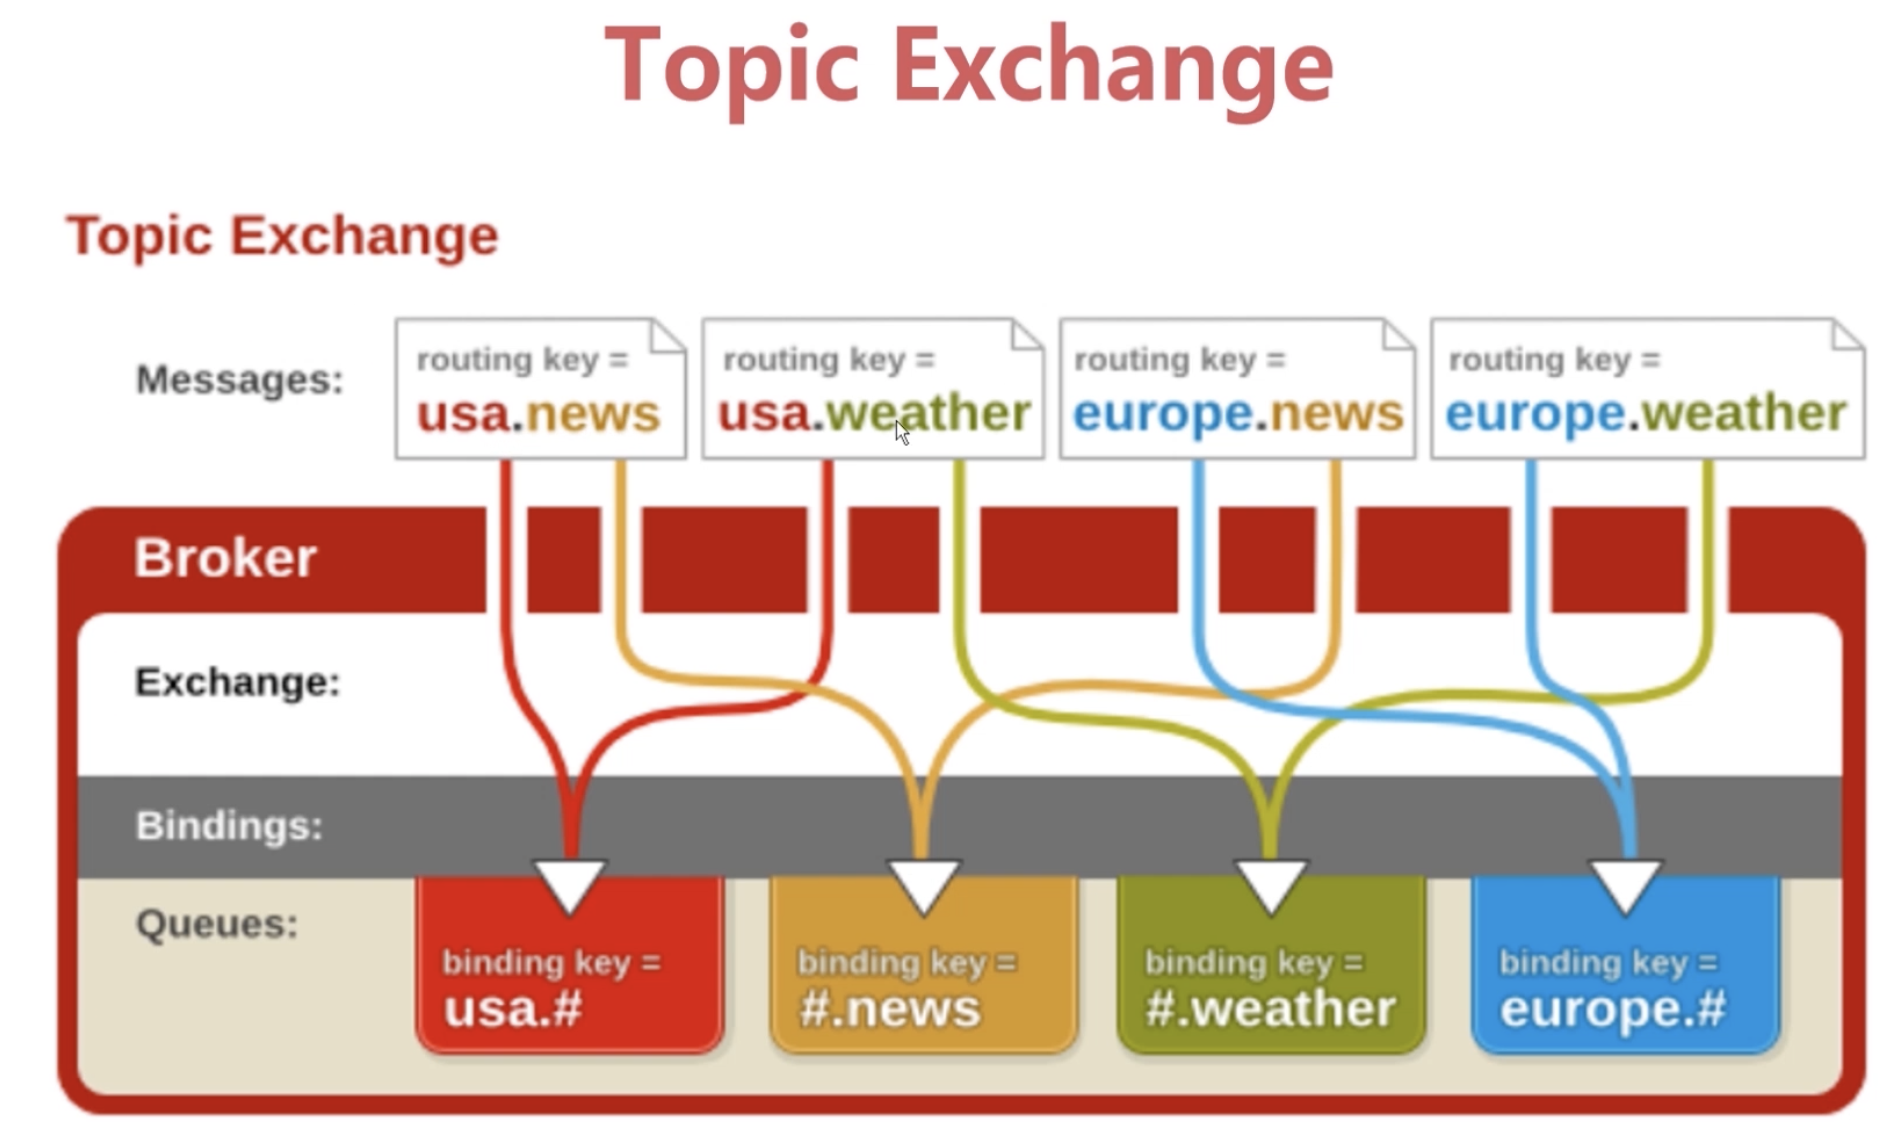 Topic Exchange
Topic Exchange
Messages:
routing key =
usa.news
routing key =
usa.weather
routing key =
europe.news
routing key =
europe.weather
Broker
Exchange:
Bindings:
Queues:
binding key =
usa.#
binding key =
#.news
binding key =
#.weather
binding key =
europe.#